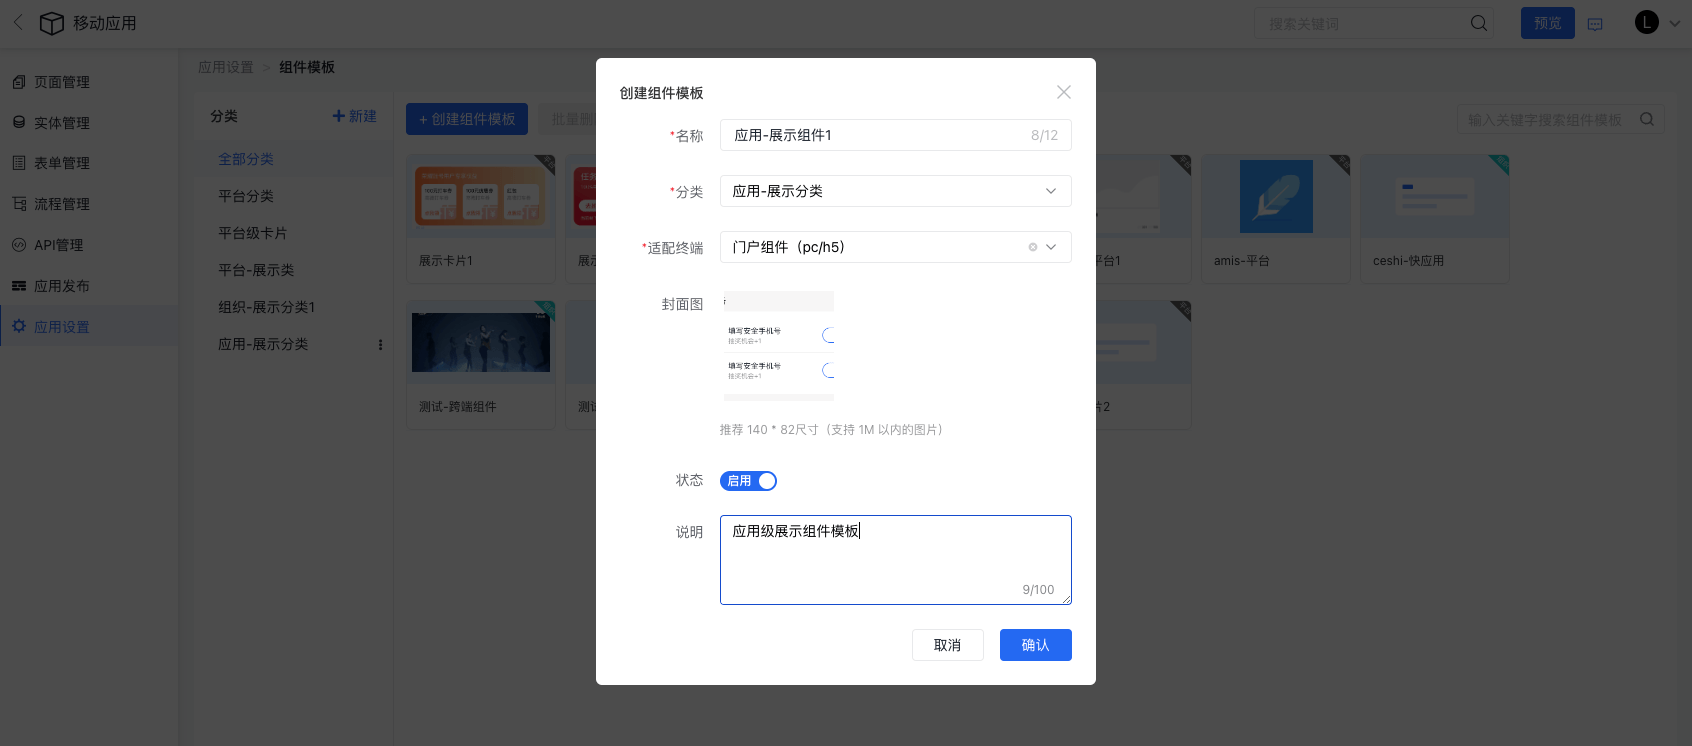 移动应用
搜索关键词
预览
L
页面管理
实体管理
表单管理
流程管理
API管理
应用发布
应用设置
应用设置 > 组件模板
分类
+ 新建
全部分类
平台分类
平台级卡片
平台-展示类
组织-展示分类1
应用-展示分类
+ 创建组件模板
批量删
输入关键字搜索组件模板
展示卡片1
展
平台1
amis-平台
ceshi-快应用
测试-跨端组件
测试
片2
创建组件模板
*名称
应用-展示组件1
8/12
*分类
应用-展示分类
*适配终端
门户组件（pc/h5）
封面图
填写安全手机号
抽奖机会+1
填写安全手机号
抽奖机会+1
推荐 140 * 82尺寸（支持 1M 以内的图片）
状态
启用
说明
应用级展示组件模板
9/100
取消
确认